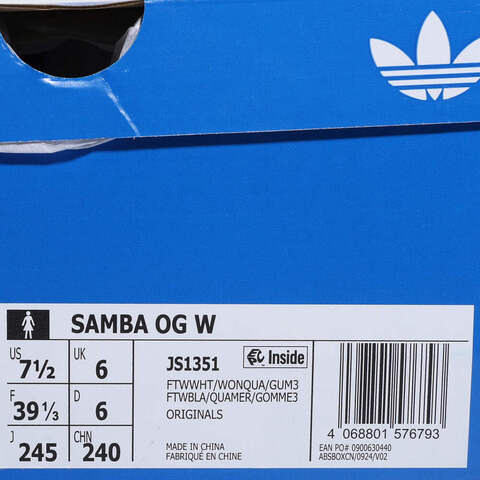 SAMBA OG W
US 7½ UK 6
F 39⅓ D 6
J 245 CHN 240
JS1351 Inside
FTWWHT/WONQUA/GUM3
FTWBLA/QUAMER/GOMME3
ORIGINALS
MADE IN CHINA
FABRIQUÉ EN CHINE
4 068801 576793
EAN PO# 0900630440
ABSBOXCN/0924/V02